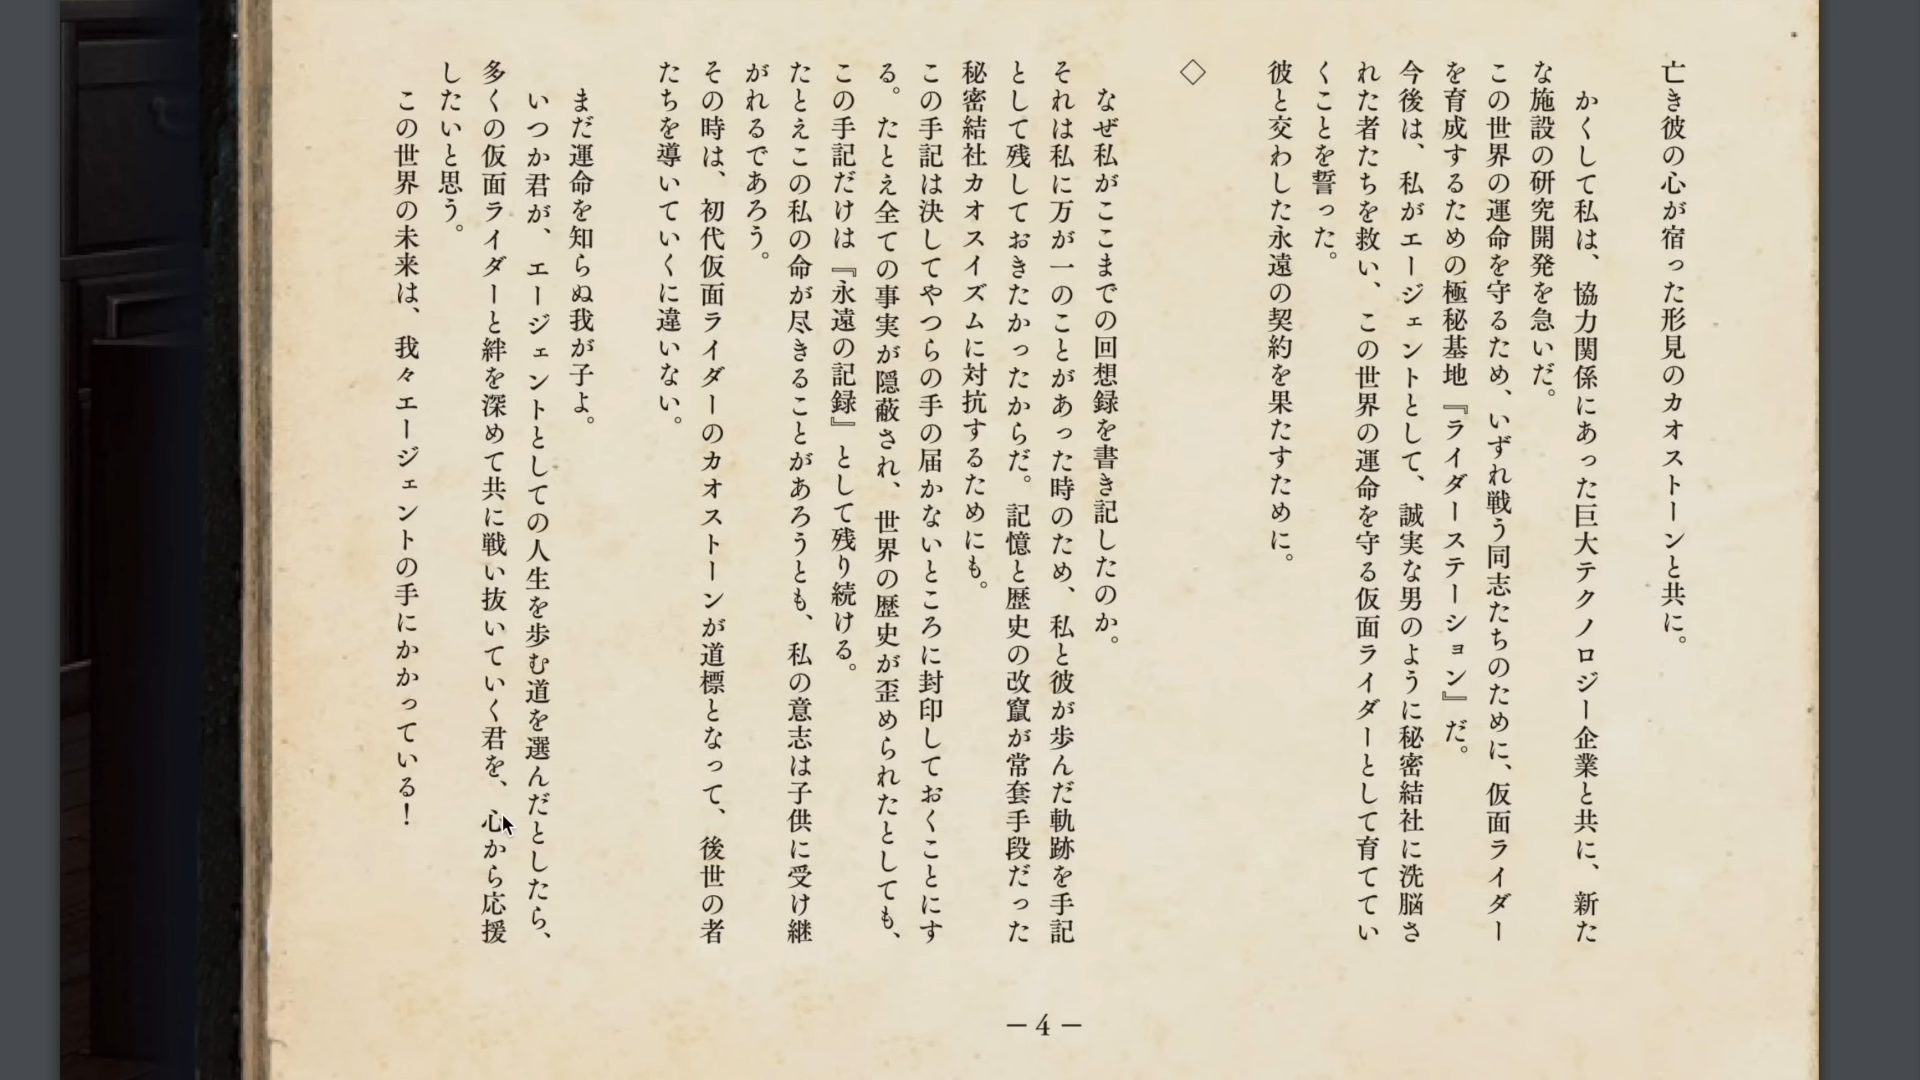 亡き彼の心が宿った形見のカオストーンと共に。
かくして私は、協力関係にあった巨大テクノロジー企業と共に、新た
な施設の研究開発を急いだ。
この世界の運命を守るため、いずれ戦う同志たちのために、仮面ライダー
を育成するための極秘基地『ライダーステーション』だ。
今後は、私がエージェントとして、誠実な男のように秘密結社に洗脳さ
れた者たちを救い、この世界の運命を守る仮面ライダーとして育ててい
くことを誓った。
彼と交わした永遠の契約を果たすために。
◇
なぜ私がここまでの回想録を書き記したのか。
それは私に万が一のことがあった時のため、私と彼が歩んだ軌跡を手記
として残しておきたかったからだ。記憶と歴史の改竄が常套手段だった
秘密結社カオスイズムに対抗するためにも。
この手記は決してやつらの手の届かないところに封印しておくことにす
る。たとえ全ての事実が隠蔽され、世界の歴史が歪められたとしても、
この手記だけは『永遠の記録』として残り続ける。
たとえこの私の命が尽きることがあろうとも、私の意志は子供に受け継
がれるであろう。
その時は、初代仮面ライダーのカオストーンが道標となって、後世の者
たちを導いていくに違いない。
まだ運命を知らぬ我が子よ。
いつか君が、エージェントとしての人生を歩む道を選んだとしたら、
多くの仮面ライダーと絆を深めて共に戦い抜いていく君を、心から応援
したいと思う。
この世界の未来は、我々エージェントの手にかかっている！
— 4 —